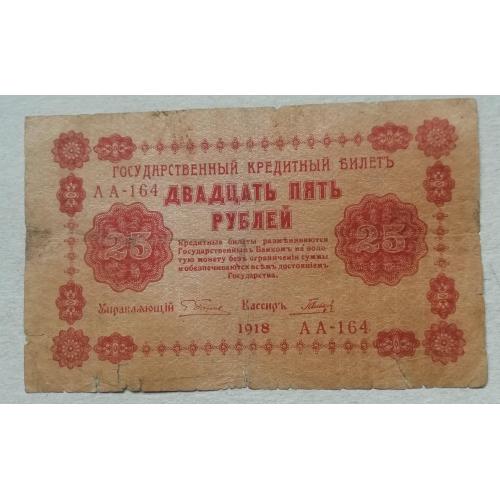 ГОСУДАРСТВЕННЫЙ КРЕДИТНЫЙ БИЛЕТЪ
АА-164 ДВАДЦАТЬ ПЯТЬ
РУБЛЕЙ
25 25
Кредитные билеты размѣниваются
Государственнымъ Банкомъ на золо-
тую монету безъ ограниченія суммы
и обезпечиваются всѣмъ достояніемъ
Государства.
Управляющій Кассиръ
1918 АА-164